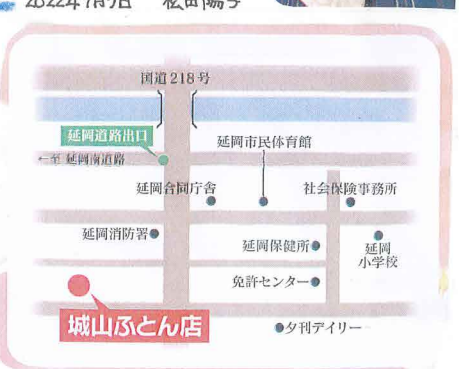 2022年7月9日 松田陽子
国道218号
延岡道路出口
←至 延岡南道路
延岡市民体育館
延岡合同庁舎
社会保険事務所
延岡消防署
延岡保健所
延岡
小学校
免許センター
城山ふとん店
夕刊デイリー